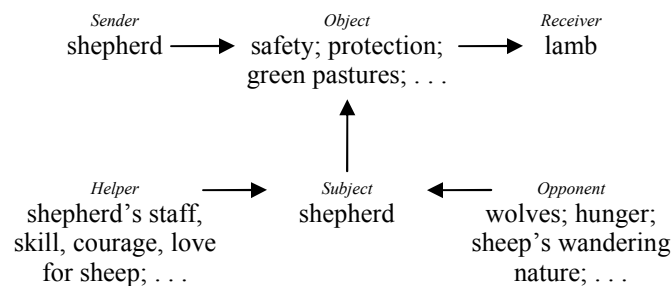 Sender Object Receiver
shepherd safety; protection; lamb
green pastures; . . .
Helper Subject Opponent
shepherd’s staff, shepherd wolves; hunger;
skill, courage, love sheep’s wandering
for sheep; . . . nature; . . .